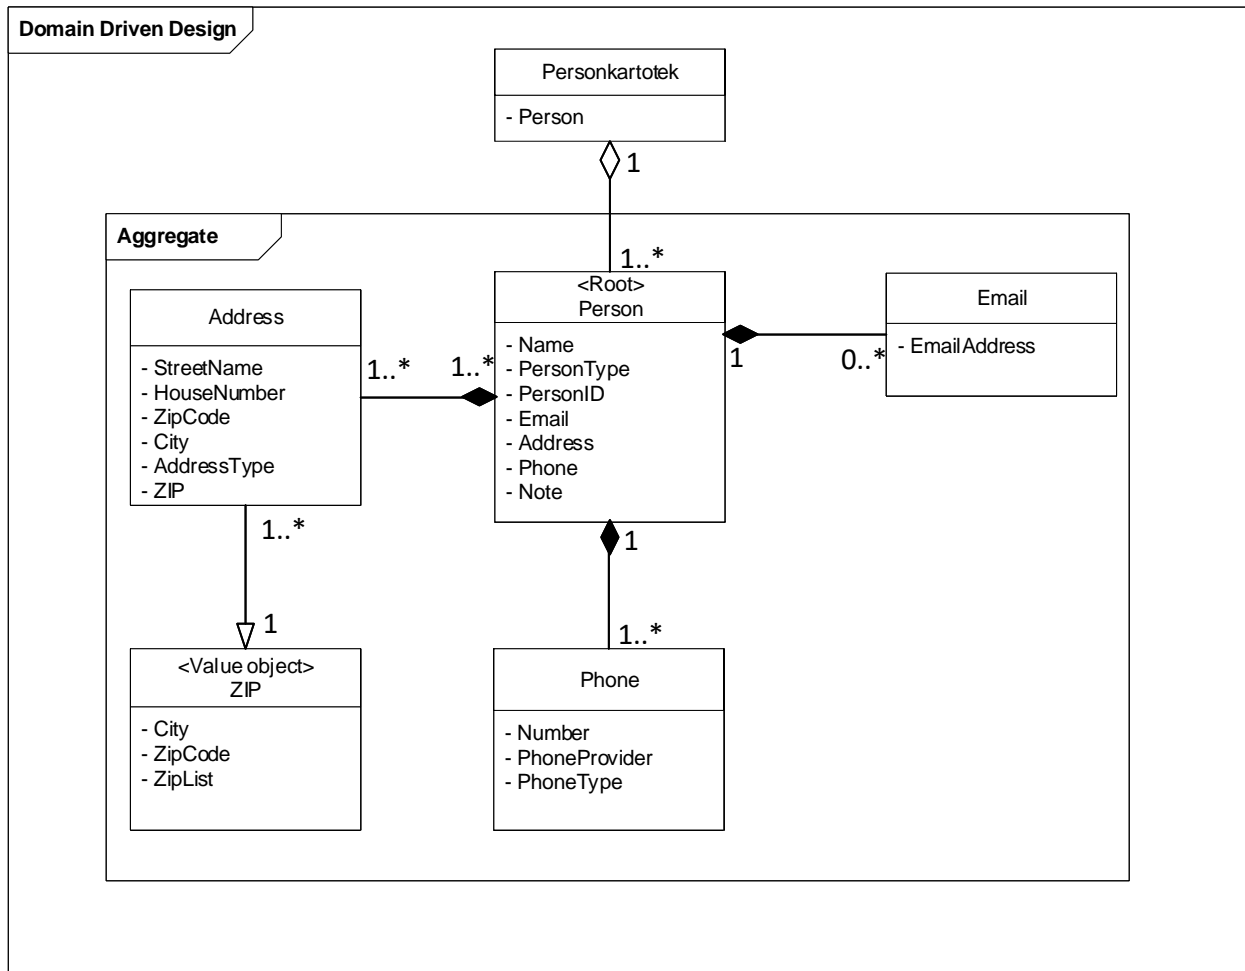 Domain Driven Design
Personkartotek
- Person
1
Aggregate
1..*
<Root>
Person
- Name
- PersonType
- PersonID
- Email
- Address
- Phone
- Note
Email
- EmailAddress
1
0..*
Address
- StreetName
- HouseNumber
- ZipCode
- City
- AddressType
- ZIP
1..*
1..*
1..*
1
1
1..*
<Value object>
ZIP
- City
- ZipCode
- ZipList
Phone
- Number
- PhoneProvider
- PhoneType